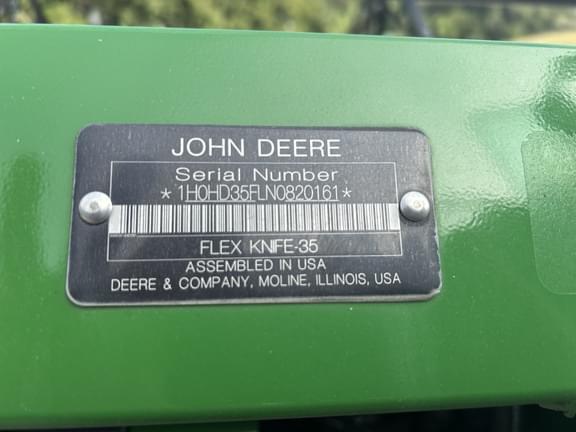 JOHN DEERE
Serial Number
*1H0HD35FLN0820161*
FLEX KNIFE-35
ASSEMBLED IN USA
DEERE & COMPANY, MOLINE, ILLINOIS, USA